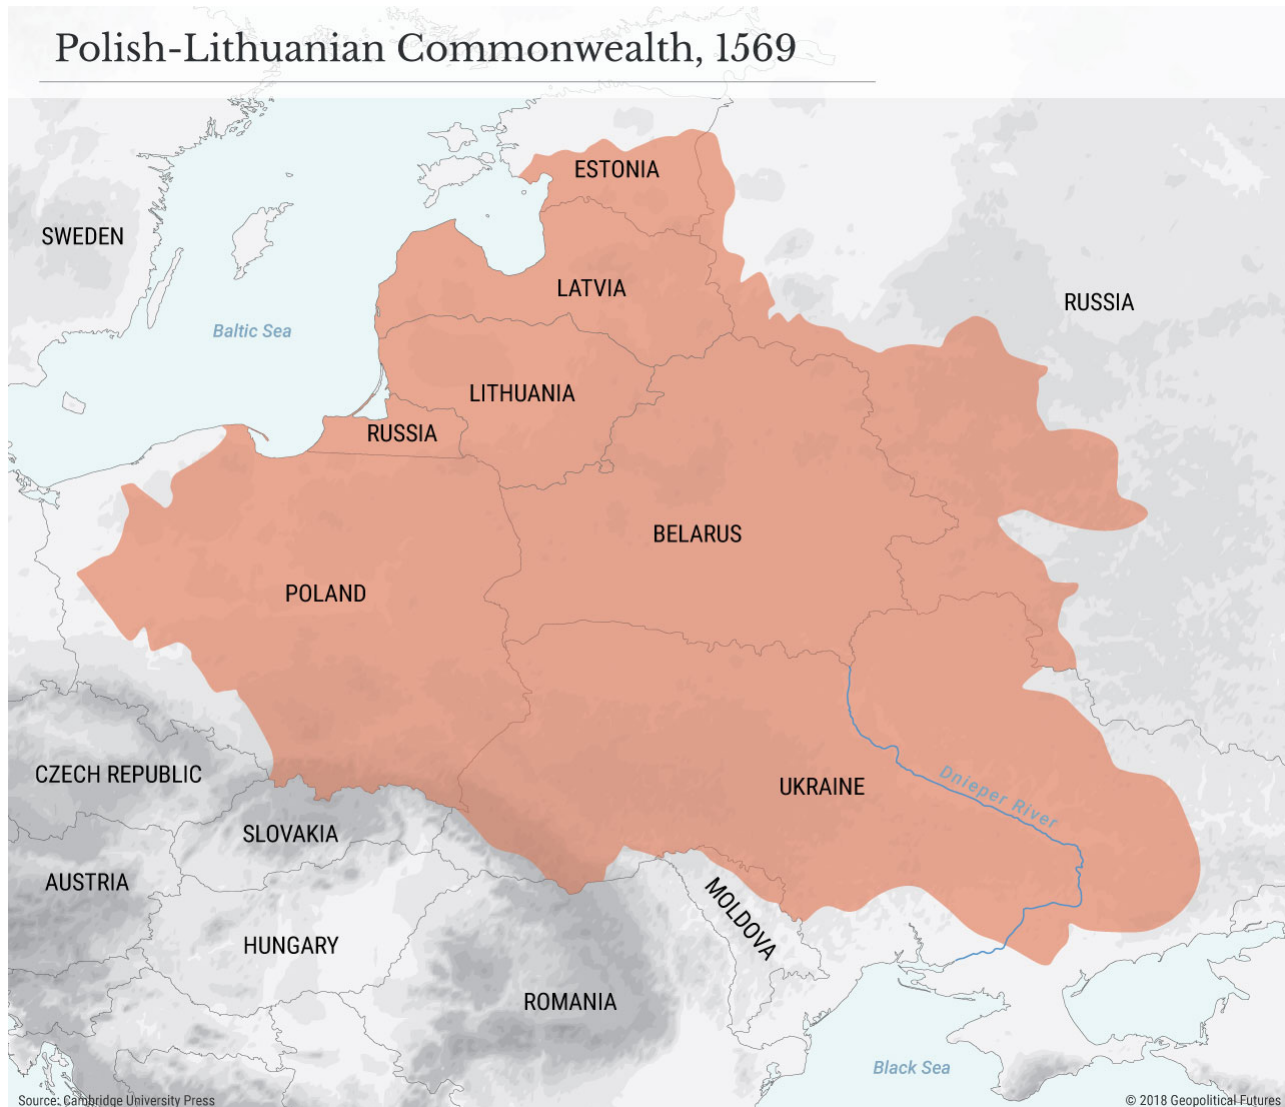 Polish-Lithuanian Commonwealth, 1569
ESTONIA
SWEDEN
LATVIA
RUSSIA
Baltic Sea
LITHUANIA
RUSSIA
BELARUS
POLAND
CZECH REPUBLIC
UKRAINE
Dnieper River
SLOVAKIA
AUSTRIA
MOLDOVA
HUNGARY
ROMANIA
Black Sea
Source: Cambridge University Press
© 2018 Geopolitical Futures